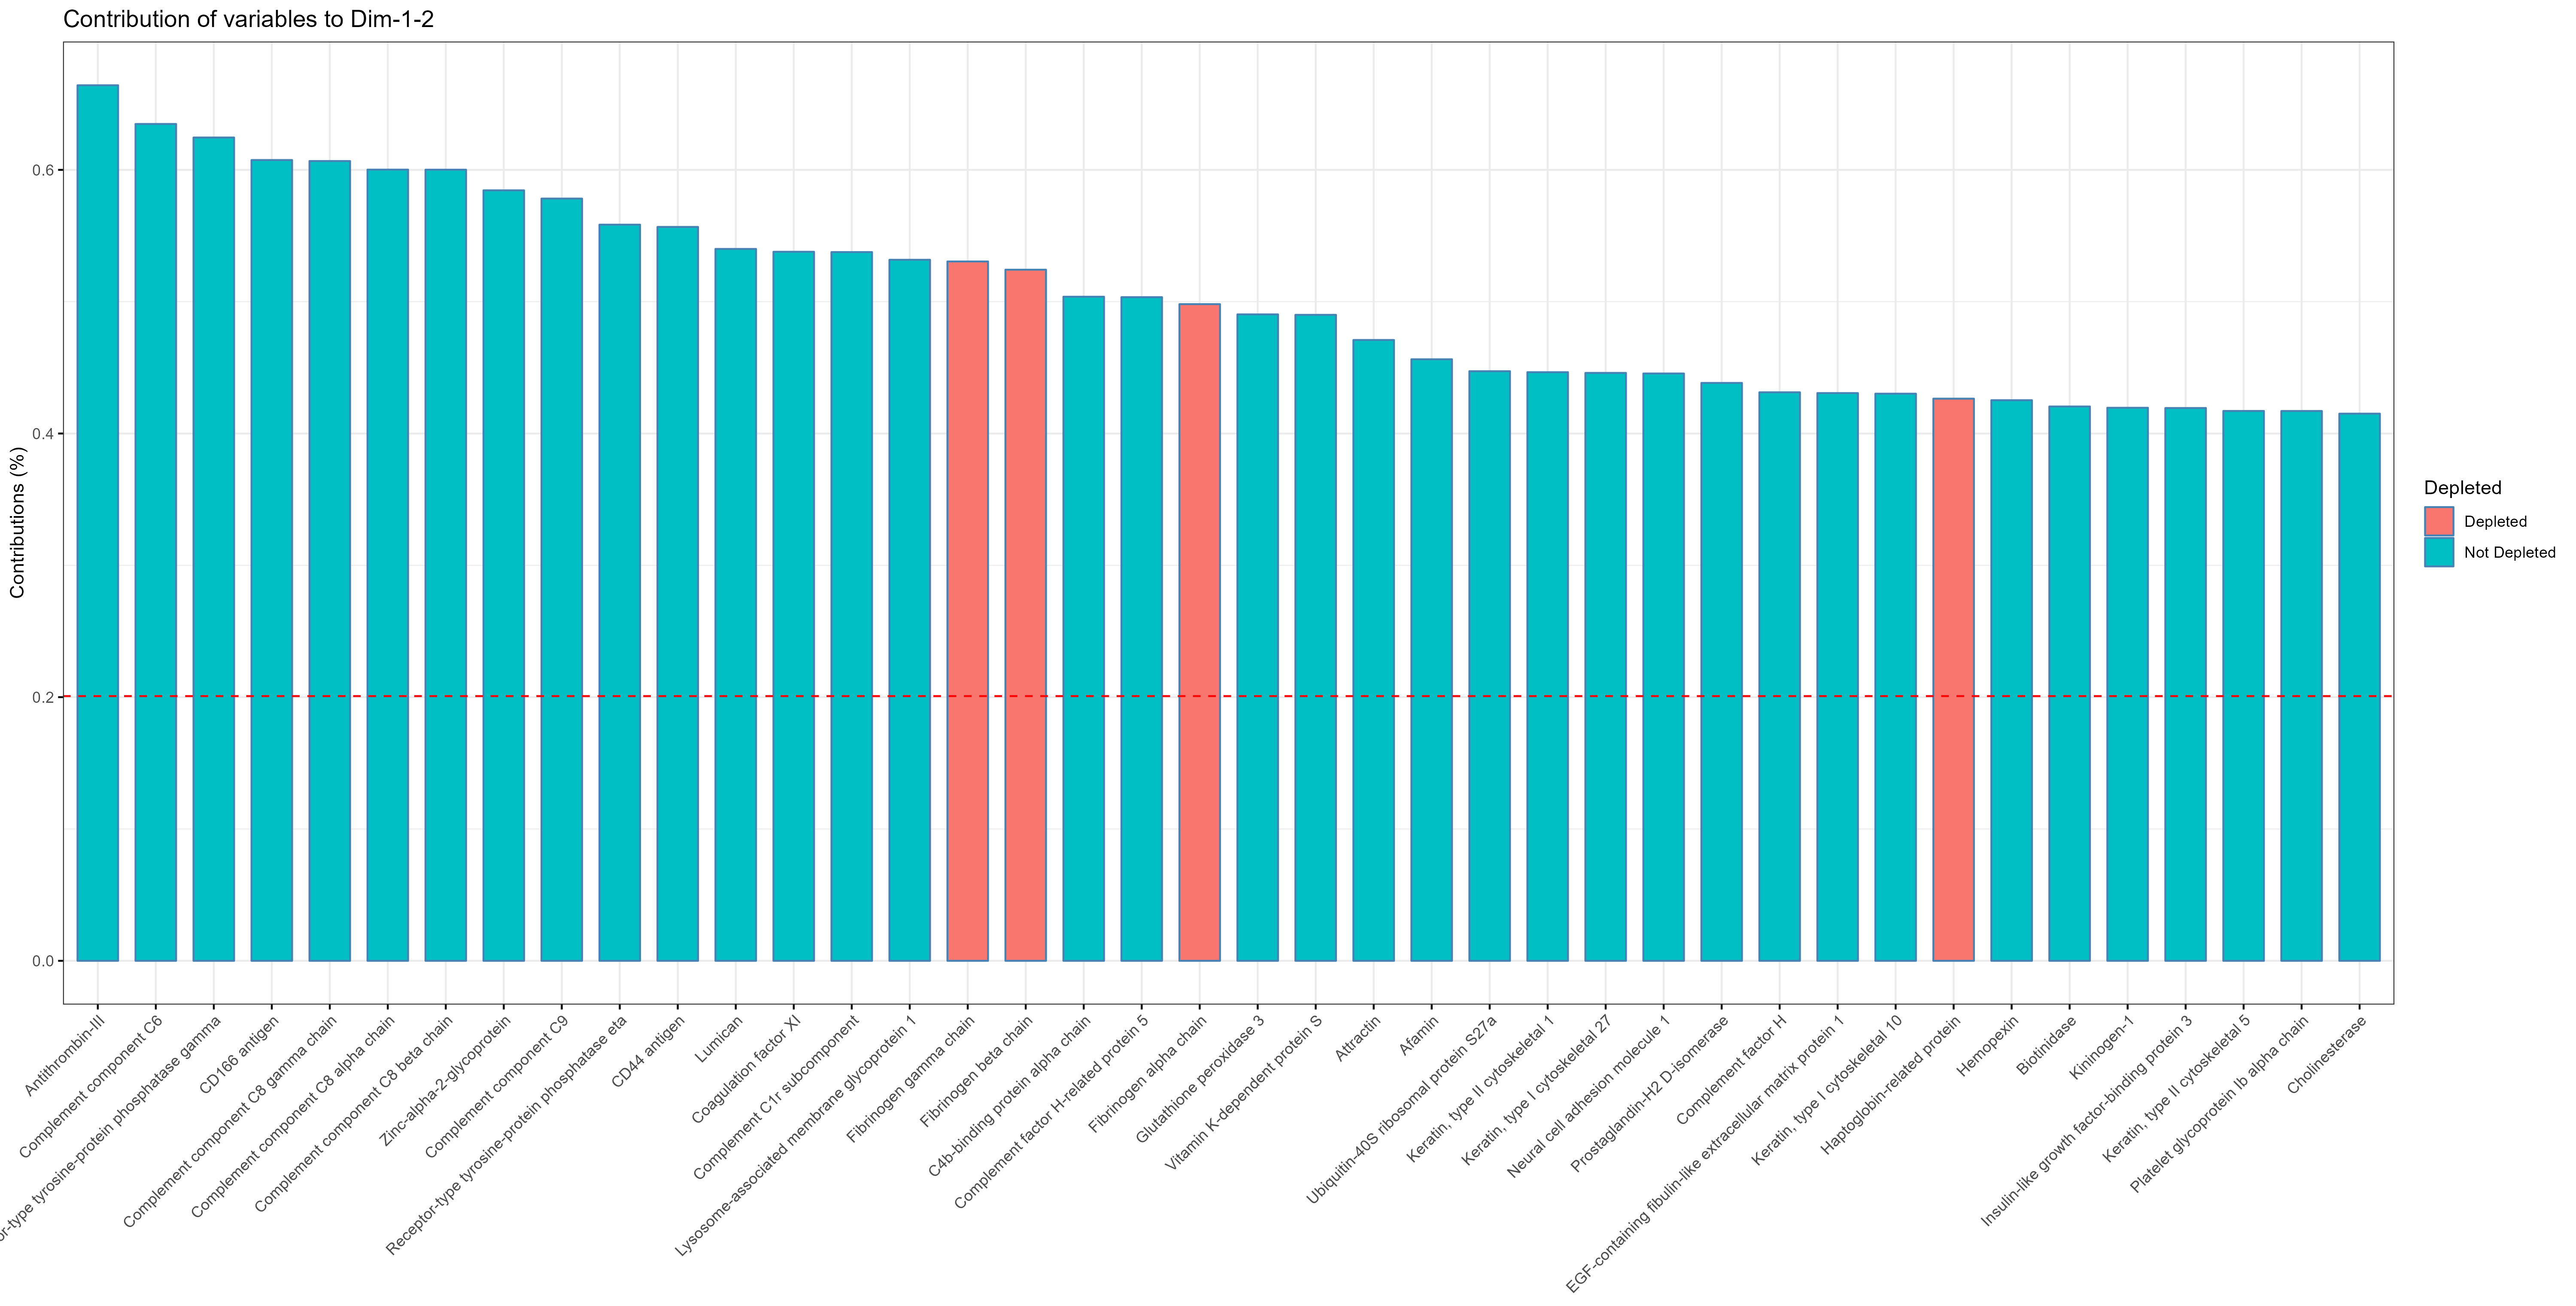 Contribution of variables to Dim-1-2
Contributions (%)
0.6
0.4
0.2
0.0
Antithrombin-III
Complement component C6
or-type tyrosine-protein phosphatase gamma
CD166 antigen
Complement component C8 gamma chain
Complement component C8 alpha chain
Complement component C8 beta chain
Zinc-alpha-2-glycoprotein
Complement component C9
Receptor-type tyrosine-protein phosphatase eta
CD44 antigen
Lumican
Coagulation factor XI
Complement C1r subcomponent
Lysosome-associated membrane glycoprotein 1
Fibrinogen gamma chain
Fibrinogen beta chain
C4b-binding protein alpha chain
Complement factor H-related protein 5
Fibrinogen alpha chain
Glutathione peroxidase 3
Vitamin K-dependent protein S
Attractin
Afamin
Ubiquitin-40S ribosomal protein S27a
Keratin, type II cytoskeletal 1
Keratin, type I cytoskeletal 27
Neural cell adhesion molecule 1
Prostaglandin-H2 D-isomerase
Complement factor H
EGF-containing fibulin-like extracellular matrix protein 1
Keratin, type I cytoskeletal 10
Haptoglobin-related protein
Hemopexin
Biotinidase
Kininogen-1
Insulin-like growth factor-binding protein 3
Keratin, type II cytoskeletal 5
Platelet glycoprotein Ib alpha chain
Cholinesterase
Depleted
Depleted
Not Depleted